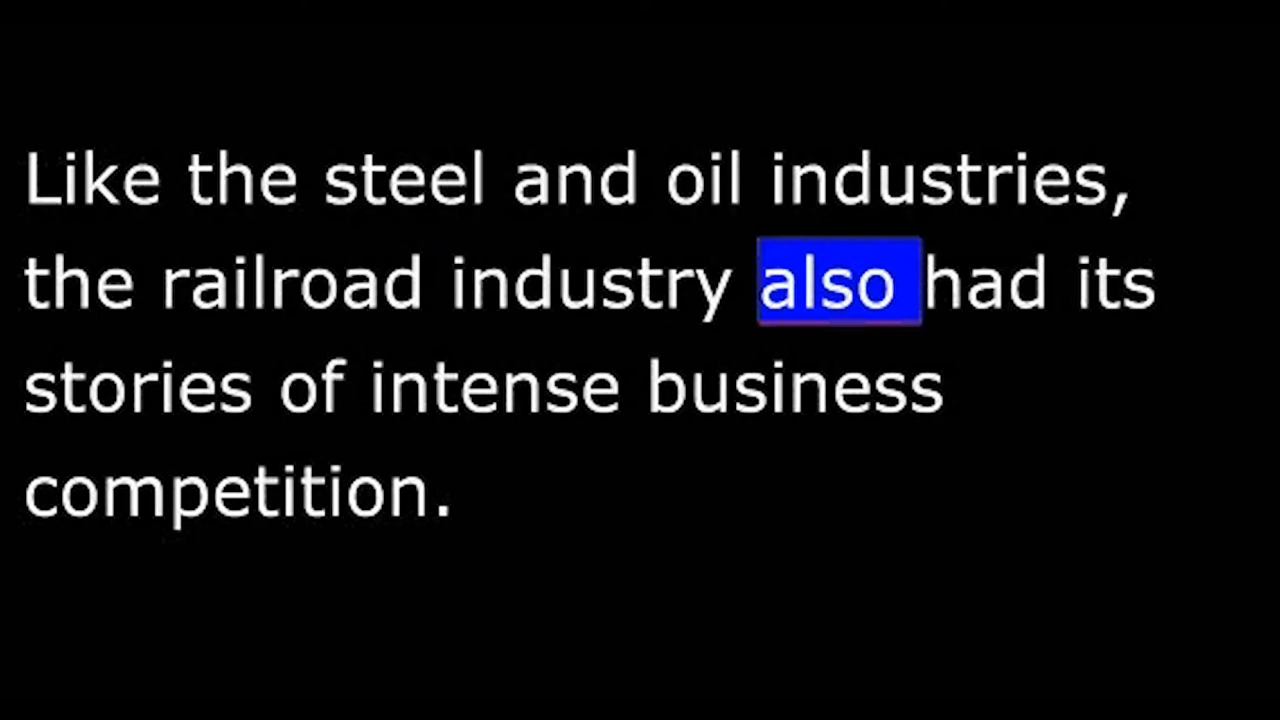 Like the steel and oil industries,
the railroad industry also had its
stories of intense business
competition.